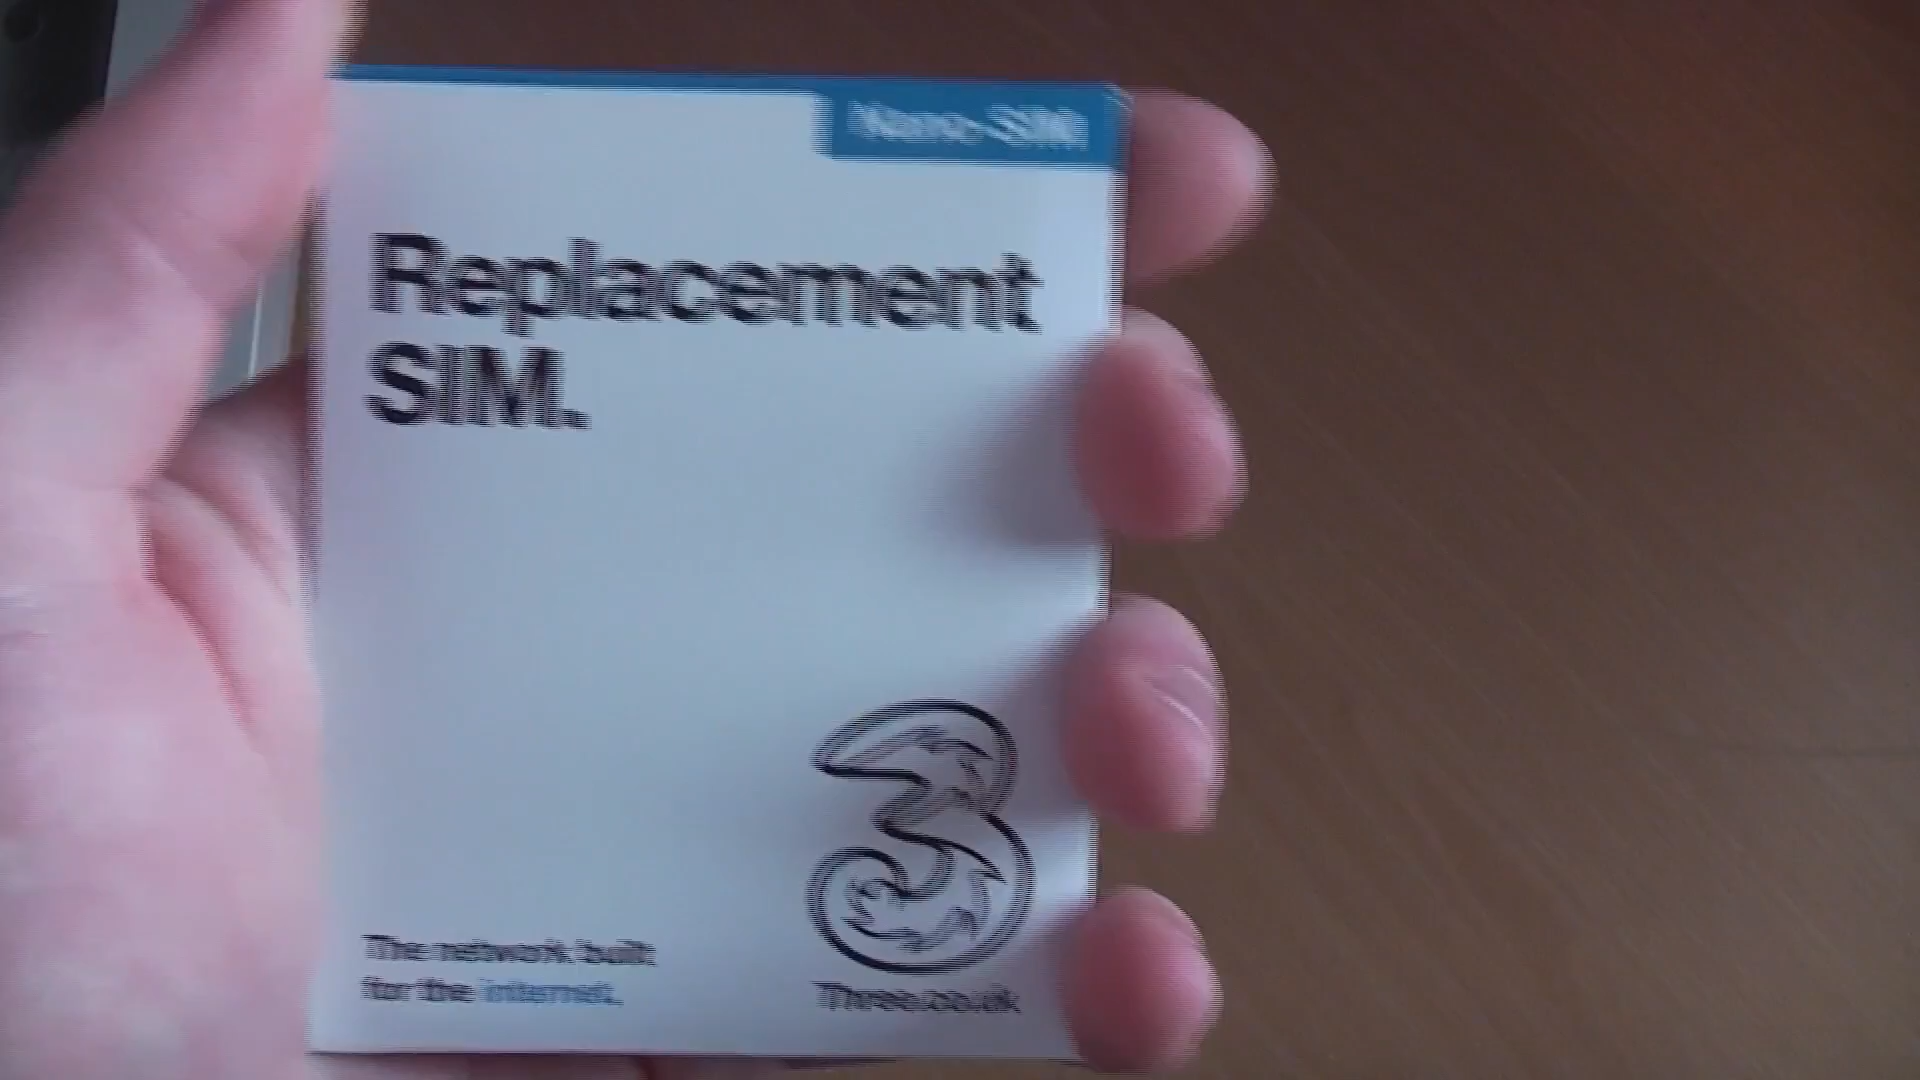 Nano-SIM
Replacement
SIM.
The network built
for the internet.
Three.co.uk